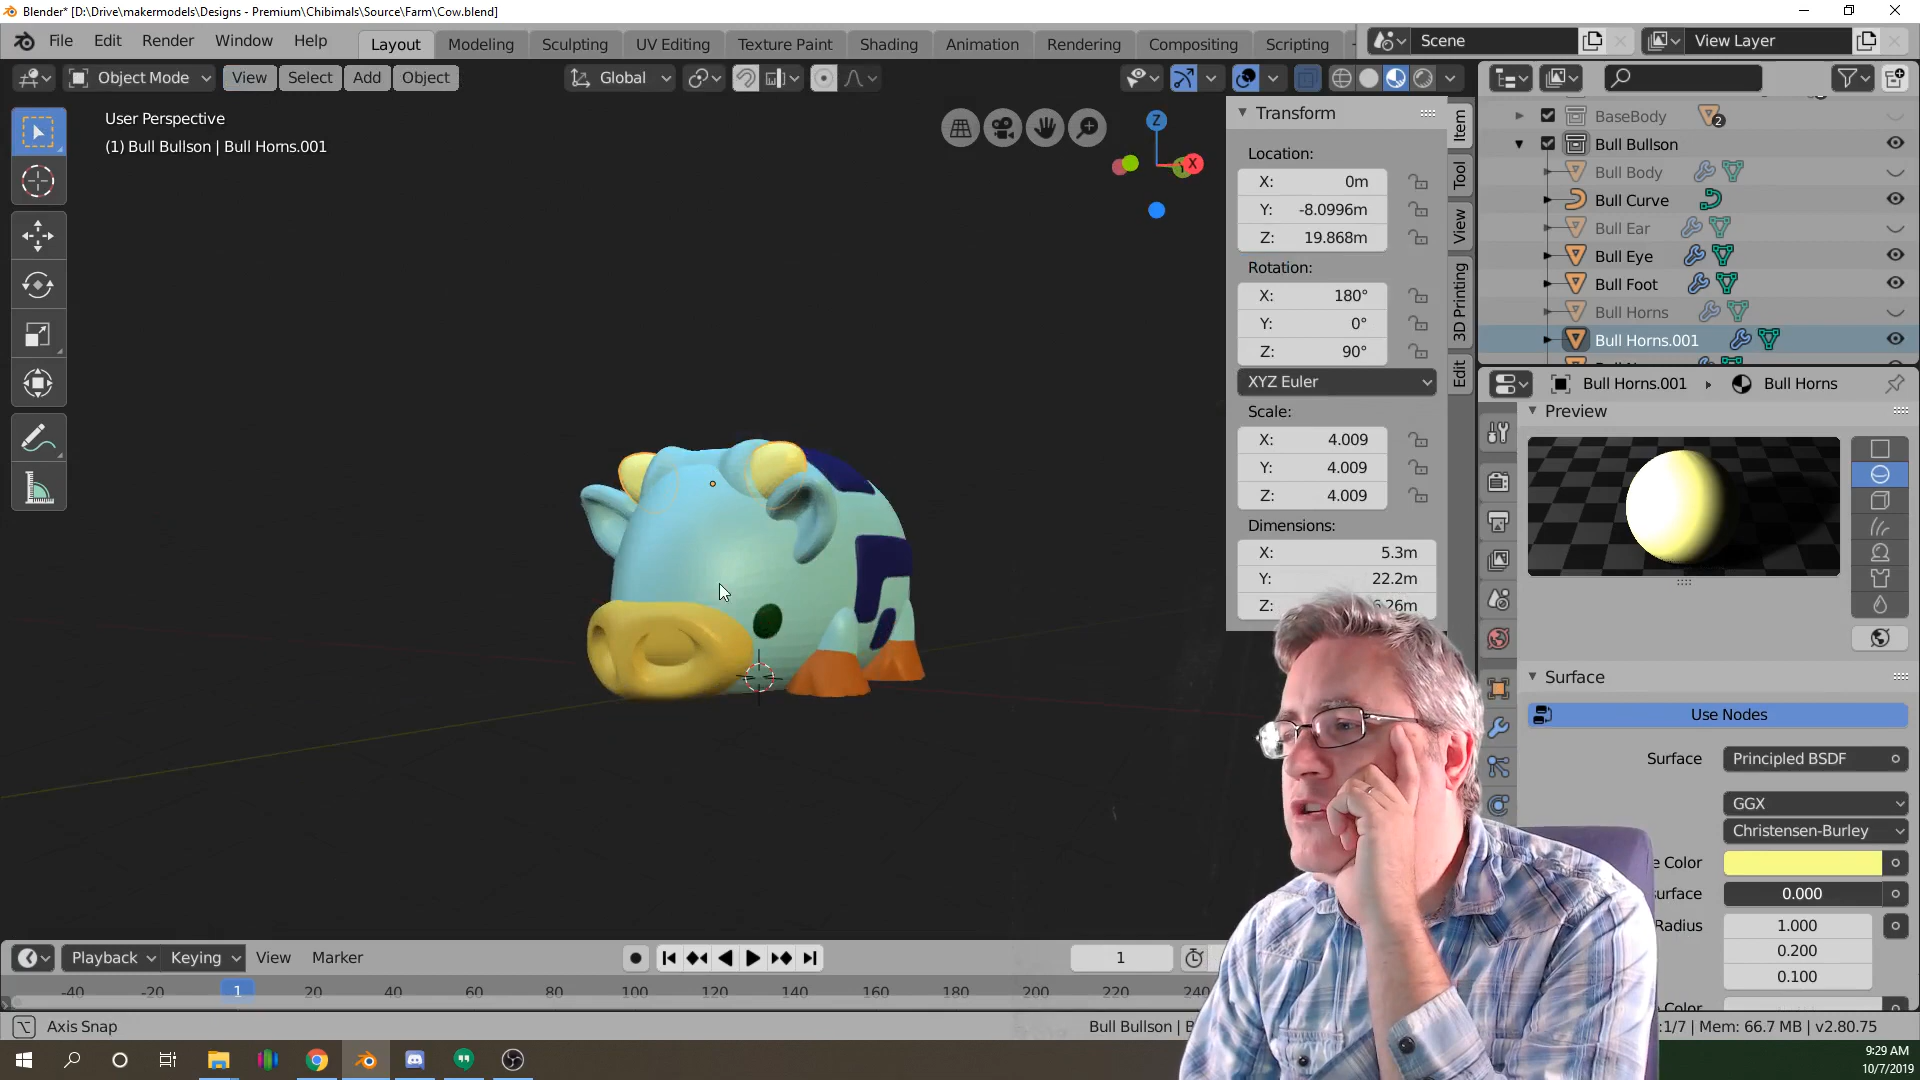 Blender* [D:\Drive\makermodels\Designs - Premium\Chibimals\Source\Farm\Cow.blend]
File Edit Render Window Help Layout Modeling Sculpting UV Editing Texture Paint Shading Animation Rendering Compositing Scripting Scene View Layer
Object Mode View Select Add Object Global
User Perspective
(1) Bull Bullson | Bull Horns.001
Z
X
Transform
Location:
X: 0m
Y: -8.0996m
Z: 19.868m
Rotation:
X: 180°
Y: 0°
Z: 90°
XYZ Euler
Scale:
X: 4.009
Y: 4.009
Z: 4.009
Dimensions:
X: 5.3m
Y: 22.2m
Z: 6.26m
Item
Tool
View
3D Printing
Edit
BaseBody 2
Bull Bullson
Bull Body
Bull Curve
Bull Ear
Bull Eye
Bull Foot
Bull Horns
Bull Horns.001
Bull Horns.001 Bull Horns
Preview
Surface
Use Nodes
Surface Principled BSDF
GGX
Christensen-Burley
e Color
surface 0.000
Radius 1.000
0.200
0.100
e Color
Playback Keying View Marker 1
-40 -20 1 20 40 60 80 100 120 140 160 180 200 220 240
Axis Snap
Bull Bullson | B
:1/7 | Mem: 66.7 MB | v2.80.75
9:29 AM
10/7/2019